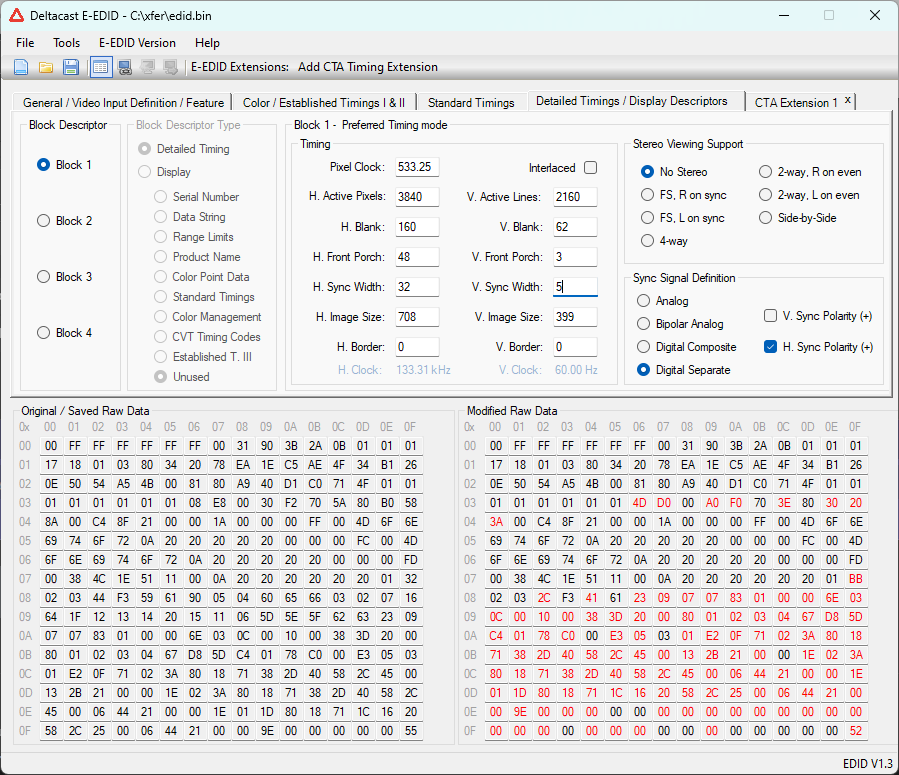 Deltacast E-EDID - C:\xfer\edid.bin
File Tools E-EDID Version Help
E-EDID Extensions: Add CTA Timing Extension
General / Video Input Definition / Feature Color / Established Timings I & II Standard Timings Detailed Timings / Display Descriptors CTA Extension 1 x
Block Descriptor
Block 1
Block 2
Block 3
Block 4
Block Descriptor Type
Detailed Timing
Display
Serial Number
Data String
Range Limits
Product Name
Color Point Data
Standard Timings
Color Management
CVT Timing Codes
Established T. III
Unused
Block 1 - Preferred Timing mode
Timing
Pixel Clock: 533.25 Interlaced
H. Active Pixels: 3840 V. Active Lines: 2160
H. Blank: 160 V. Blank: 62
H. Front Porch: 48 V. Front Porch: 3
H. Sync Width: 32 V. Sync Width: 5
H. Image Size: 708 V. Image Size: 399
H. Border: 0 V. Border: 0
H. Clock: 133.31 kHz V. Clock: 60.00 Hz
Stereo Viewing Support
No Stereo 2-way, R on even
FS, R on sync 2-way, L on even
FS, L on sync Side-by-Side
4-way
Sync Signal Definition
Analog
Bipolar Analog V. Sync Polarity (+)
Digital Composite H. Sync Polarity (+)
Digital Separate
Original / Saved Raw Data
0x 00 01 02 03 04 05 06 07 08 09 0A 0B 0C 0D 0E 0F
00 00 FF FF FF FF FF FF 00 31 90 3B 2A 0B 01 01 01
01 17 18 01 03 80 34 20 78 EA 1E C5 AE 4F 34 B1 26
02 0E 50 54 A5 4B 00 81 80 A9 40 D1 C0 71 4F 01 01
03 01 01 01 01 01 01 08 E8 00 30 F2 70 5A 80 B0 58
04 8A 00 C4 8F 21 00 00 1A 00 00 00 FF 00 4D 6F 6E
05 69 74 6F 72 0A 20 20 20 20 20 00 00 00 FC 00 4D
06 6F 6E 69 74 6F 72 0A 20 20 20 20 20 00 00 00 FD
07 00 38 4C 1E 51 11 00 0A 20 20 20 20 20 20 01 32
08 02 03 44 F3 59 61 90 05 04 60 65 66 03 02 07 16
09 64 1F 12 13 14 20 15 11 06 5D 5E 5F 62 63 23 09
0A 07 07 83 01 00 00 6E 03 0C 00 10 00 38 3D 20 00
0B 80 01 02 03 04 67 D8 5D C4 01 78 C0 00 E3 05 03
0C 01 E2 0F 71 02 3A 80 18 71 38 2D 40 58 2C 45 00
0D 13 2B 21 00 00 1E 02 3A 80 18 71 38 2D 40 58 2C
0E 45 00 06 44 21 00 00 1E 01 1D 80 18 71 1C 16 20
0F 58 2C 25 00 06 44 21 00 00 9E 00 00 00 00 00 55
Modified Raw Data
0x 00 01 02 03 04 05 06 07 08 09 0A 0B 0C 0D 0E 0F
00 00 FF FF FF FF FF FF 00 31 90 3B 2A 0B 01 01 01
01 17 18 01 03 80 34 20 78 EA 1E C5 AE 4F 34 B1 26
02 0E 50 54 A5 4B 00 81 80 A9 40 D1 C0 71 4F 01 01
03 01 01 01 01 01 01 4D D0 00 A0 F0 70 3E 80 30 20
04 3A 00 C4 8F 21 00 00 1A 00 00 00 FF 00 4D 6F 6E
05 69 74 6F 72 0A 20 20 20 20 20 00 00 00 FC 00 4D
06 6F 6E 69 74 6F 72 0A 20 20 20 20 20 00 00 00 FD
07 00 38 4C 1E 51 11 00 0A 20 20 20 20 20 20 01 BB
08 02 03 2C F3 41 61 23 09 07 07 83 01 00 00 6E 03
09 0C 00 10 00 38 3D 20 00 80 01 02 03 04 67 D8 5D
0A C4 01 78 C0 00 E3 05 03 01 E2 0F 71 02 3A 80 18
0B 71 38 2D 40 58 2C 45 00 13 2B 21 00 00 1E 02 3A
0C 80 18 71 38 2D 40 58 2C 45 00 06 44 21 00 00 1E
0D 01 1D 80 18 71 1C 16 20 58 2C 25 00 06 44 21 00
0E 00 9E 00 00 00 00 00 00 00 00 00 00 00 00 00 00
0F 00 00 00 00 00 00 00 00 00 00 00 00 00 00 00 52
EDID V1.3